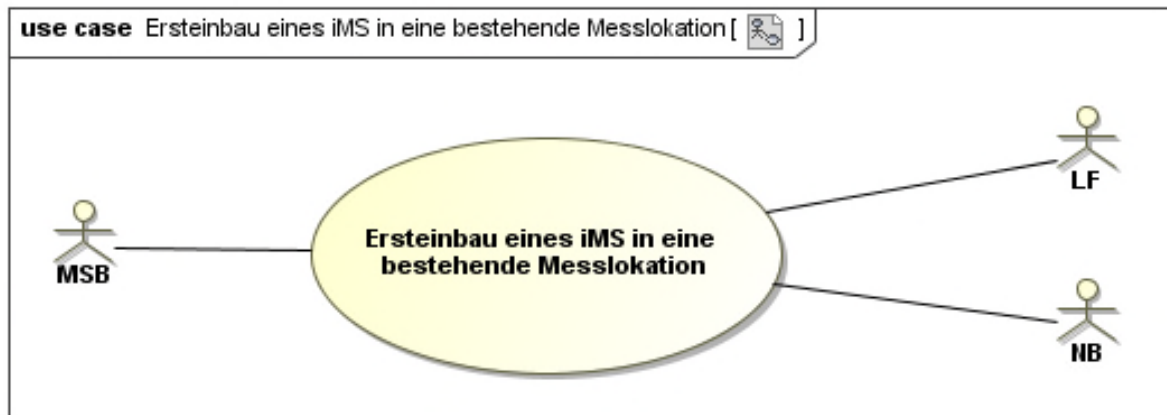 use case Ersteinbau eines iMS in eine bestehende Messlokation [ ]
LF
Ersteinbau eines iMS in eine
bestehende Messlokation
MSB
NB